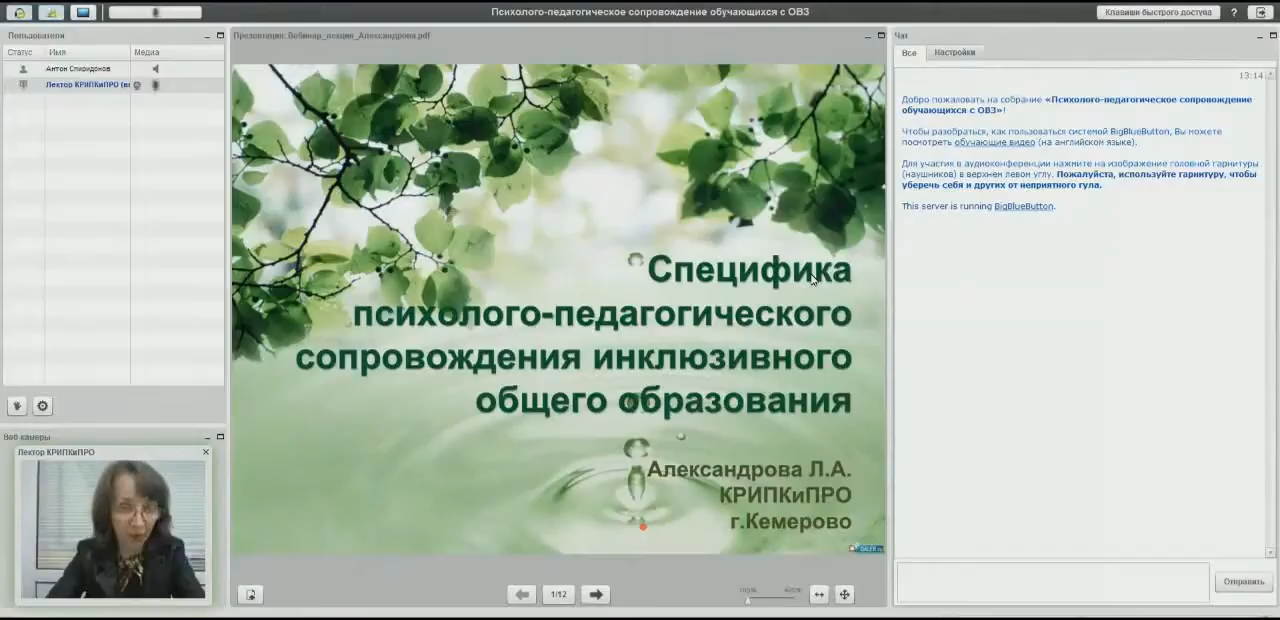 Психолого-педагогическое сопровождение обучающихся с ОВЗ
Клавиши быстрого доступа
?
Пользователи
Статус Имя Медиа
Антон Спиридонов
Лектор КРИПКиПРО (вы
Презентация: Вебинар_лекция_Александрова.pdf
Специфика
психолого-педагогического
сопровождения инклюзивного
общего образования
Александрова Л.А.
КРИПКиПРО
г.Кемерово
1/12
Веб камеры
Лектор КРИПКиПРО
Чат
Все Настройки
13:14
Добро пожаловать на собрание «Психолого-педагогическое сопровождение
обучающихся с ОВЗ»!
Чтобы разобраться, как пользоваться системой BigBlueButton, Вы можете
посмотреть обучающие видео (на английском языке).
Для участия в аудиоконференции нажмите на изображение головной гарнитуры
(наушников) в верхнем левом углу. Пожалуйста, используйте гарнитуру, чтобы
уберечь себя и других от неприятного гула.
This server is running BigBlueButton.
Отправить